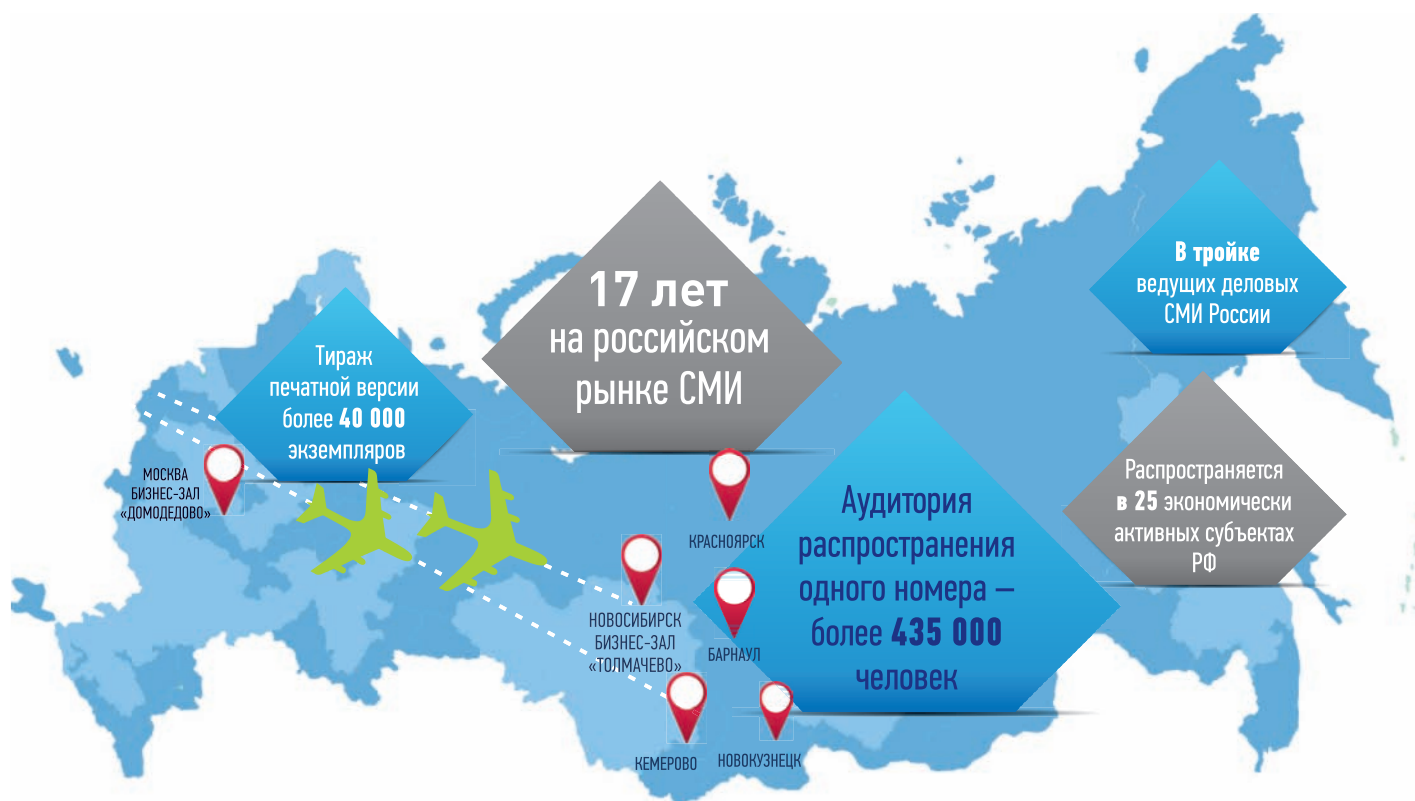 В тройке
ведущих деловых
СМИ России
17 лет
на российском
рынке СМИ
Тираж
печатной версии
более 40 000
экземпляров
Распространяется
в 25 экономически
активных субъектах
РФ
Аудитория
распространения
одного номера –
более 435 000
человек
МОСКВА
БИЗНЕС-ЗАЛ
«ДОМОДЕДОВО»
КРАСНОЯРСК
НОВОСИБИРСК
БИЗНЕС-ЗАЛ
«ТОЛМАЧЕВО»
БАРНАУЛ
КЕМЕРОВО
НОВОКУЗНЕЦК